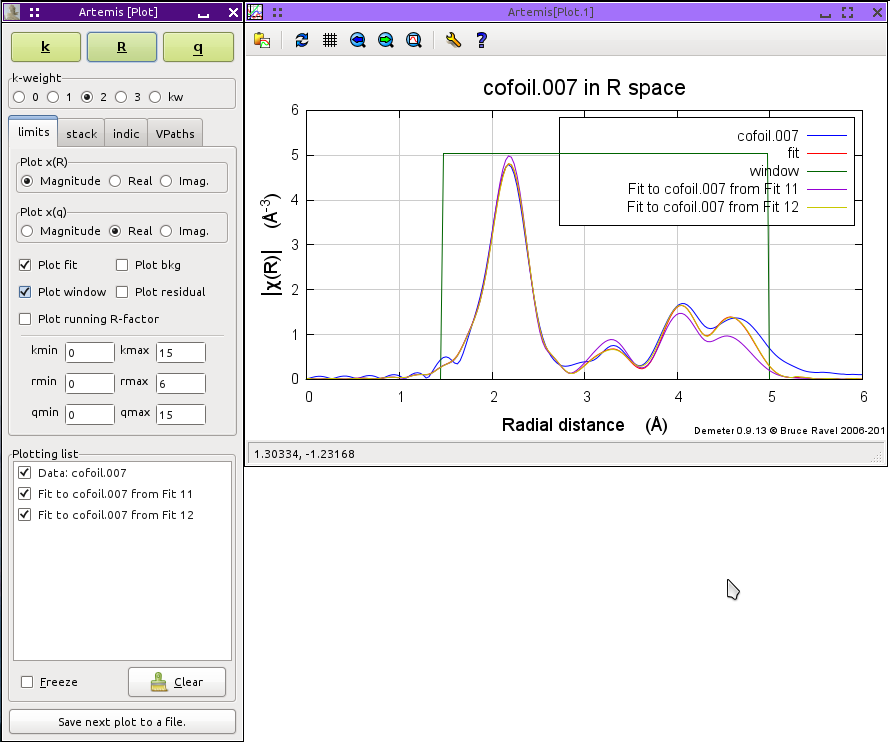 Artemis [Plot]
k R q
k-weight
0 1 2 3 kw
limits stack indic VPaths
Plot χ(R)
Magnitude Real Imag.
Plot χ(q)
Magnitude Real Imag.
Plot fit Plot bkg
Plot window Plot residual
Plot running R-factor
kmin 0 kmax 15
rmin 0 rmax 6
qmin 0 qmax 15
Plotting list
Data: cofoil.007
Fit to cofoil.007 from Fit 11
Fit to cofoil.007 from Fit 12
Freeze Clear
Save next plot to a file.
Artemis[Plot.1]
cofoil.007 in R space
cofoil.007
fit
window
Fit to cofoil.007 from Fit 11
Fit to cofoil.007 from Fit 12
|χ(R)| (Å-3)
6
5
4
3
2
1
0
0 1 2 3 4 5 6
Radial distance (Å)
Demeter 0.9.13 © Bruce Ravel 2006-201
1.30334, -1.23168